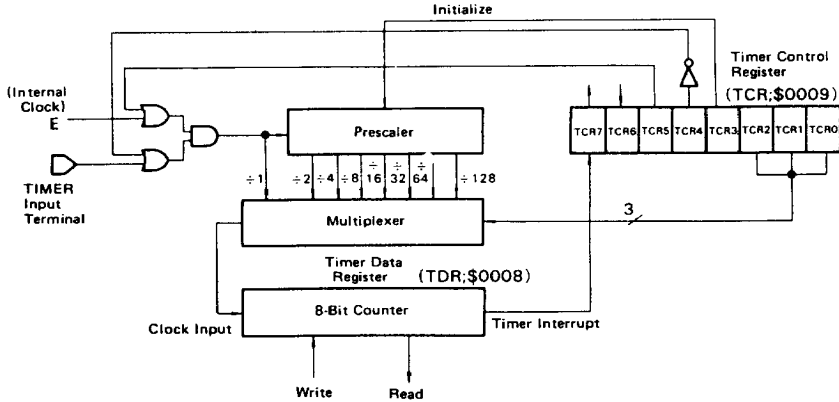 Initialize
Timer Control
Register
(TCR;$0009)
(Internal
Clock)
E
TIMER
Input
Terminal
Prescaler
TCR7 TCR6 TCR5 TCR4 TCR3 TCR2 TCR1 TCR0
÷1 ÷2 ÷4 ÷8 ÷16 ÷32 ÷64 ÷128
Multiplexer
3
Timer Data
Register
(TDR;$0008)
8-Bit Counter
Clock Input
Timer Interrupt
Write
Read